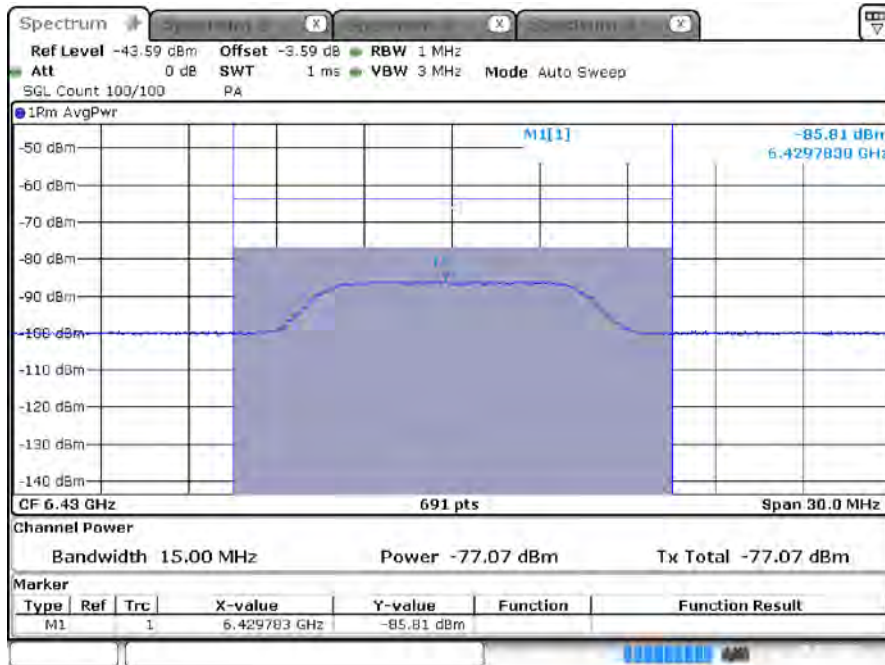 Spectrum X X X
Ref Level -43.59 dBm Offset -3.59 dB RBW 1 MHz
Att 0 dB SWT 1 ms VBW 3 MHz Mode Auto Sweep
SGL Count 100/100 PA
1Rm AvgPwr
M1[1] -85.81 dBm
6.4297830 GHz
-50 dBm
-60 dBm
-70 dBm
-80 dBm
-90 dBm
-100 dBm
-110 dBm
-120 dBm
-130 dBm
-140 dBm
CF 6.43 GHz 691 pts Span 30.0 MHz
Channel Power
Bandwidth 15.00 MHz Power -77.07 dBm Tx Total -77.07 dBm
Marker
Type Ref Trc X-value Y-value Function Function Result
M1 1 6.429783 GHz -85.81 dBm